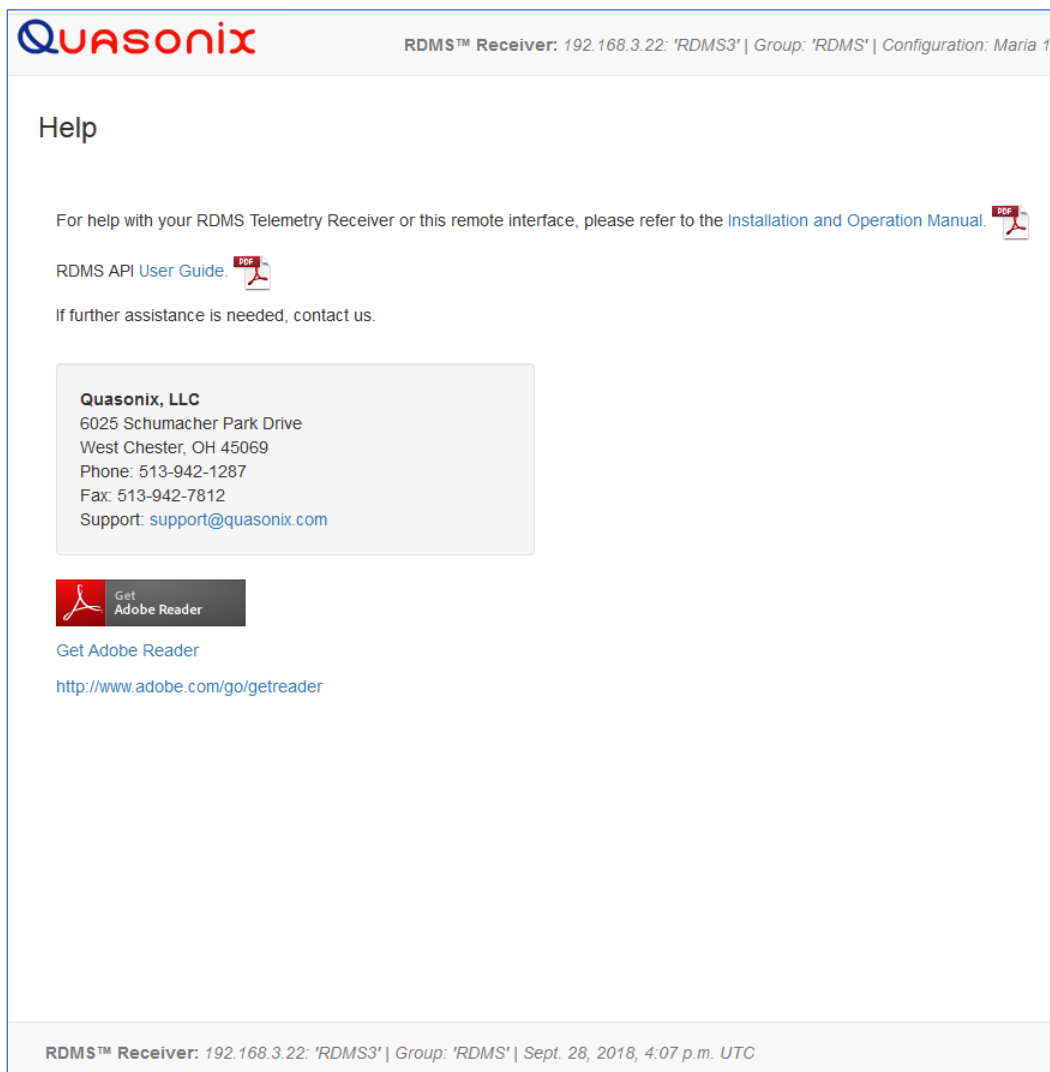 Quasonix
RDMS™ Receiver: 192.168.3.22: 'RDMS3' | Group: 'RDMS' | Configuration: Maria 1
Help
For help with your RDMS Telemetry Receiver or this remote interface, please refer to the Installation and Operation Manual. PDF
RDMS API User Guide. PDF
If further assistance is needed, contact us.
Quasonix, LLC
6025 Schumacher Park Drive
West Chester, OH 45069
Phone: 513-942-1287
Fax: 513-942-7812
Support: support@quasonix.com
Get
Adobe Reader
Get Adobe Reader
http://www.adobe.com/go/getreader
RDMS™ Receiver: 192.168.3.22: 'RDMS3' | Group: 'RDMS' | Sept. 28, 2018, 4:07 p.m. UTC